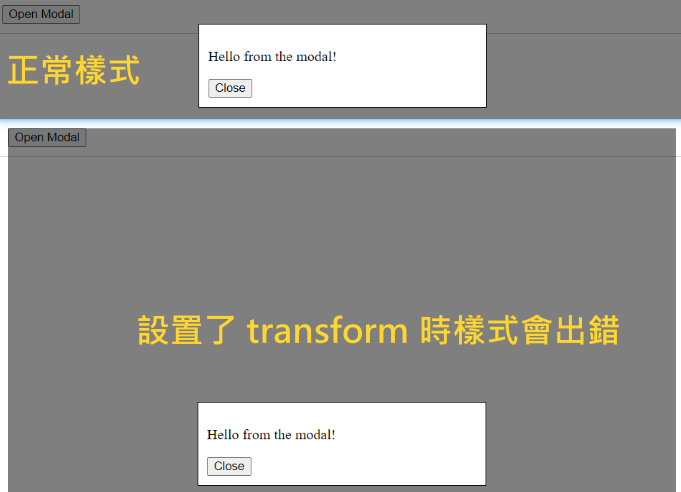 Open Modal
Hello from the modal!
正常樣式
Close
Open Modal
設置了 transform 時樣式會出錯
Hello from the modal!
Close